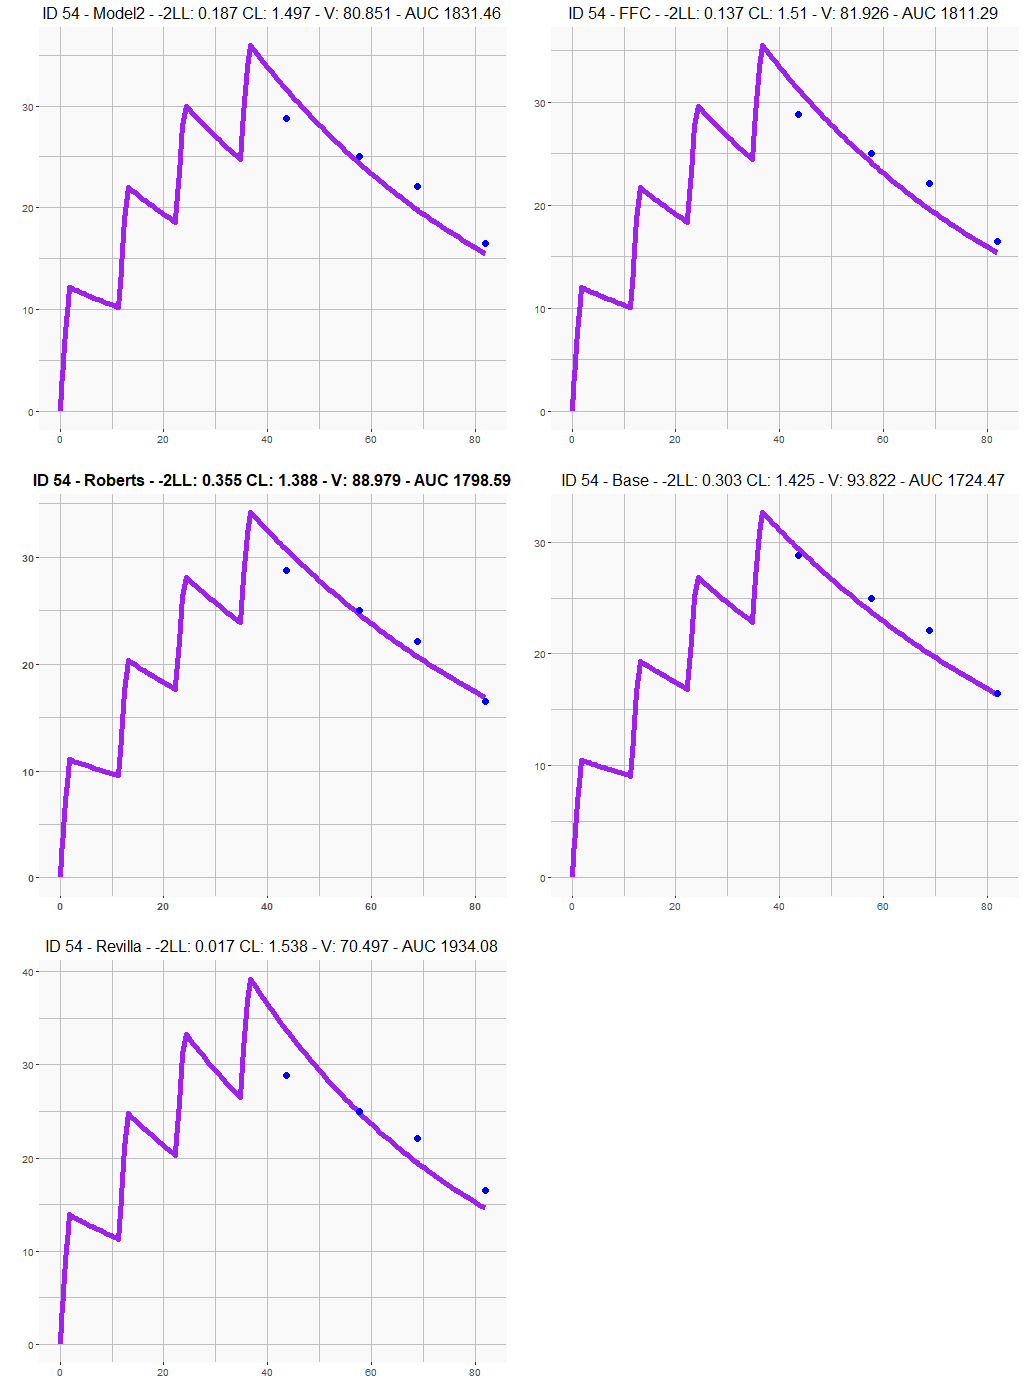 ID 54 - Model2 - -2LL: 0.187 CL: 1.497 - V: 80.851 - AUC 1831.46
30
20
10
0
0 20 40 60 80
ID 54 - FFC - -2LL: 0.137 CL: 1.51 - V: 81.926 - AUC 1811.29
30
20
10
0
0 20 40 60 80
ID 54 - Roberts - -2LL: 0.355 CL: 1.388 - V: 88.979 - AUC 1798.59
30
20
10
0
0 20 40 60 80
ID 54 - Base - -2LL: 0.303 CL: 1.425 - V: 93.822 - AUC 1724.47
30
20
10
0
0 20 40 60 80
ID 54 - Revilla - -2LL: 0.017 CL: 1.538 - V: 70.497 - AUC 1934.08
40
30
20
10
0
0 20 40 60 80